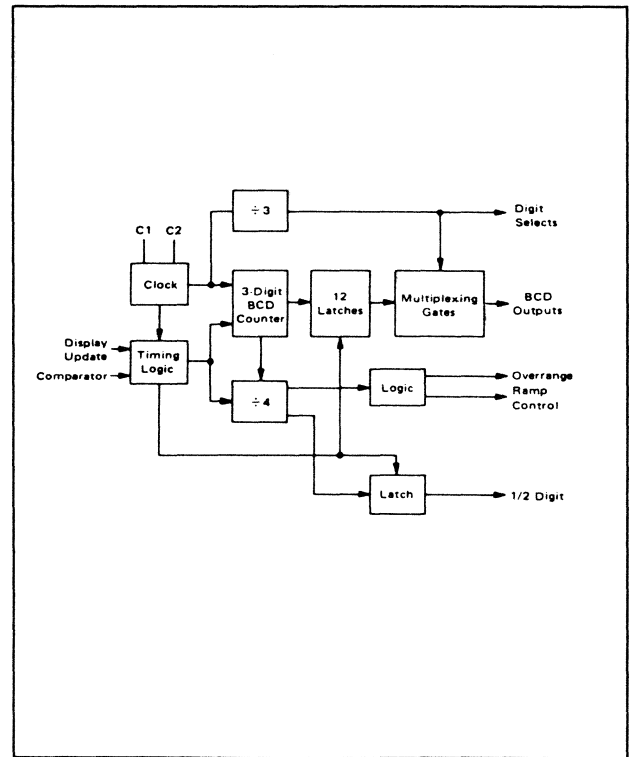 ÷3
Digit
Selects
C1 C2
Clock
3-Digit
BCD
Counter
12
Latches
Multiplexing
Gates
BCD
Outputs
Display
Update
Comparator
Timing
Logic
÷4
Logic
Overrange
Ramp
Control
Latch
1/2 Digit